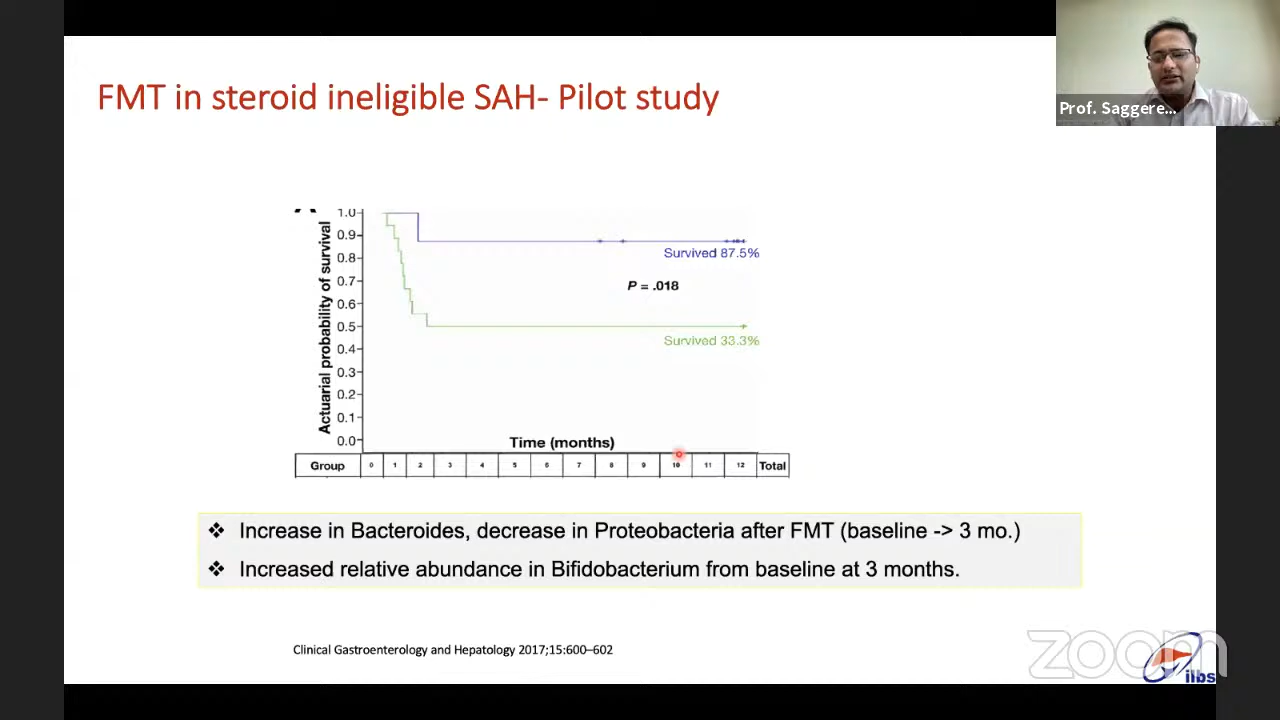 FMT in steroid ineligible SAH- Pilot study
Prof. Saggere...
Actuarial probability of survival
1.0
0.9
0.8
0.7
0.6
0.5
0.4
0.3
0.2
0.1
0.0
Survived 87.5%
P = .018
Survived 33.3%
Time (months)
Group 0 1 2 3 4 5 6 7 8 9 10 11 12 Total
❖ Increase in Bacteroides, decrease in Proteobacteria after FMT (baseline -> 3 mo.)
❖ Increased relative abundance in Bifidobacterium from baseline at 3 months.
Clinical Gastroenterology and Hepatology 2017;15:600–602
zoom
ilbs